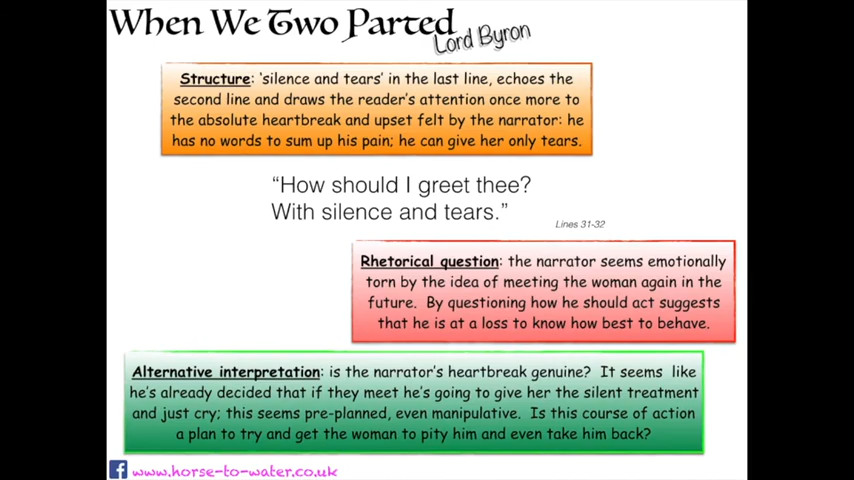 When We Two Parted
Lord Byron
Structure: ‘silence and tears’ in the last line, echoes the
second line and draws the reader’s attention once more to
the absolute heartbreak and upset felt by the narrator: he
has no words to sum up his pain; he can give her only tears.
“How should I greet thee?
With silence and tears.”
Lines 31-32
Rhetorical question: the narrator seems emotionally
torn by the idea of meeting the woman again in the
future. By questioning how he should act suggests
that he is at a loss to know how best to behave.
Alternative interpretation: is the narrator’s heartbreak genuine? It seems like
he’s already decided that if they meet he’s going to give her the silent treatment
and just cry; this seems pre-planned, even manipulative. Is this course of action
a plan to try and get the woman to pity him and even take him back?
f www.horse-to-water.co.uk